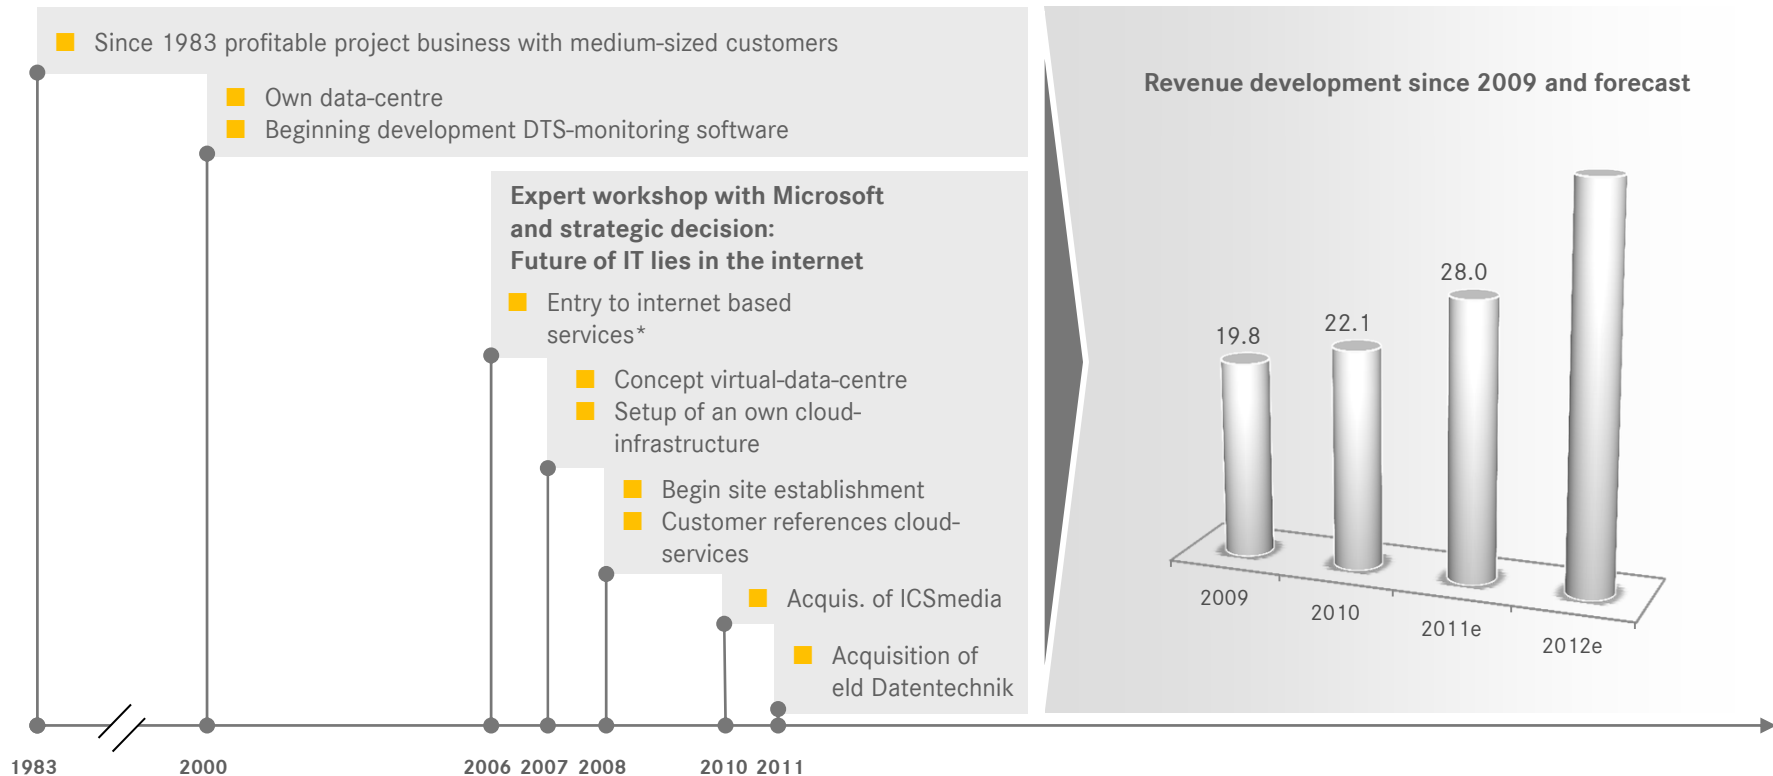 Since 1983 profitable project business with medium-sized customers
Own data-centre
Beginning development DTS-monitoring software
Expert workshop with Microsoft
and strategic decision:
Future of IT lies in the internet
Entry to internet based
services*
Concept virtual-data-centre
Setup of an own cloud-
infrastructure
Begin site establishment
Customer references cloud-
services
Acquis. of ICSmedia
Acquisition of
eld Datentechnik
1983 2000 2006 2007 2008 2010 2011
Revenue development since 2009 and forecast
19.8
22.1
28.0
2009
2010
2011e
2012e